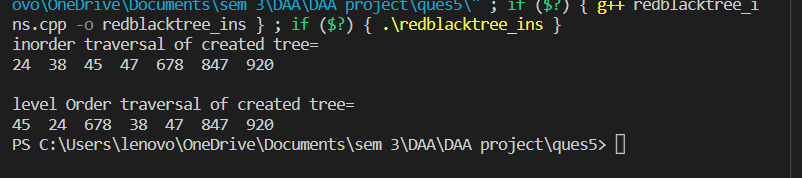 ovo\OneDrive\Documents\sem 3\DAA\DAA project\ques5\" ; if ($?) { g++ redblacktree_i
ns.cpp -o redblacktree_ins } ; if ($?) { .\redblacktree_ins }
inorder traversal of created tree=
24  38  45  47  678  847  920

level Order traversal of created tree=
45  24  678  38  47  847  920
PS C:\Users\lenovo\OneDrive\Documents\sem 3\DAA\DAA project\ques5>